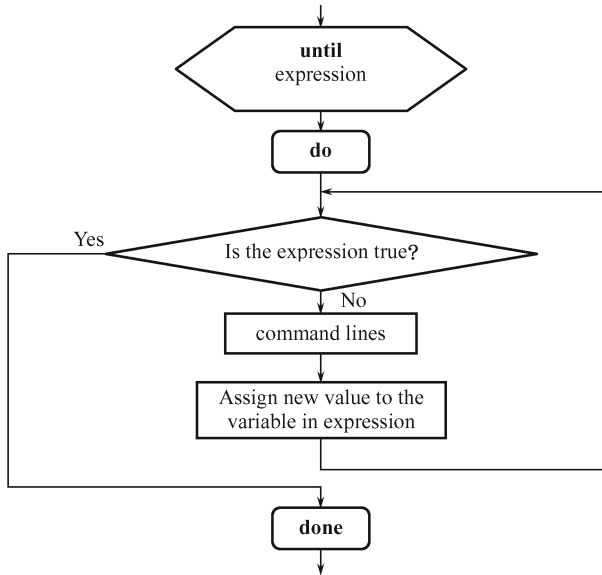 until
expression
do
Yes
Is the expression true?
No
command lines
Assign new value to the
variable in expression
done